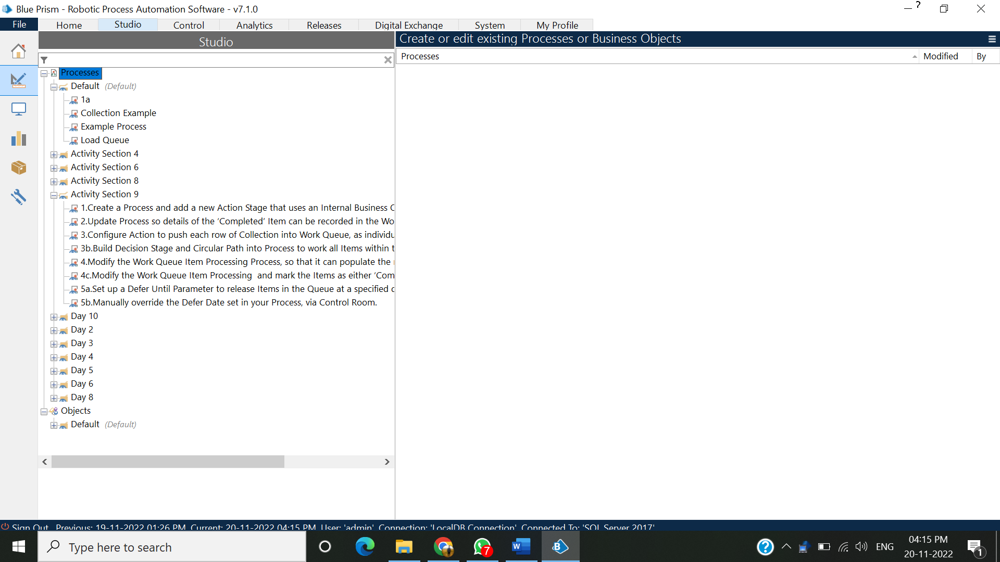 Blue Prism - Robotic Process Automation Software - v7.1.0
?
File Home Studio Control Analytics Releases Digital Exchange System My Profile
Studio
Create or edit existing Processes or Business Objects
Processes Modified By
Processes
Default (Default)
1a
Collection Example
Example Process
Load Queue
Activity Section 4
Activity Section 6
Activity Section 8
Activity Section 9
1.Create a Process and add a new Action Stage that uses an Internal Business
2.Update Process so details of the ‘Completed’ Item can be recorded in the Wo
3.Configure Action to push each row of Collection into Work Queue, as individu
3b.Build Decision Stage and Circular Path into Process to work all Items within t
4.Modify the Work Queue Item Processing Process, so that it can populate the
4c.Modify the Work Queue Item Processing  and mark the Items as either ‘Com
5a.Set up a Defer Until Parameter to release Items in the Queue at a specified
5b.Manually override the Defer Date set in your Process, via Control Room.
Day 10
Day 2
Day 3
Day 4
Day 5
Day 6
Day 8
Objects
Default (Default)
Sign Out Previous: 19-11-2022 01:26 PM Current: 20-11-2022 04:15 PM User: 'admin' Connection: 'LocalDB Connection' Connected To: 'SQL Server 2017'
Type here to search
7
W
B
?
ENG
04:15 PM
20-11-2022
1